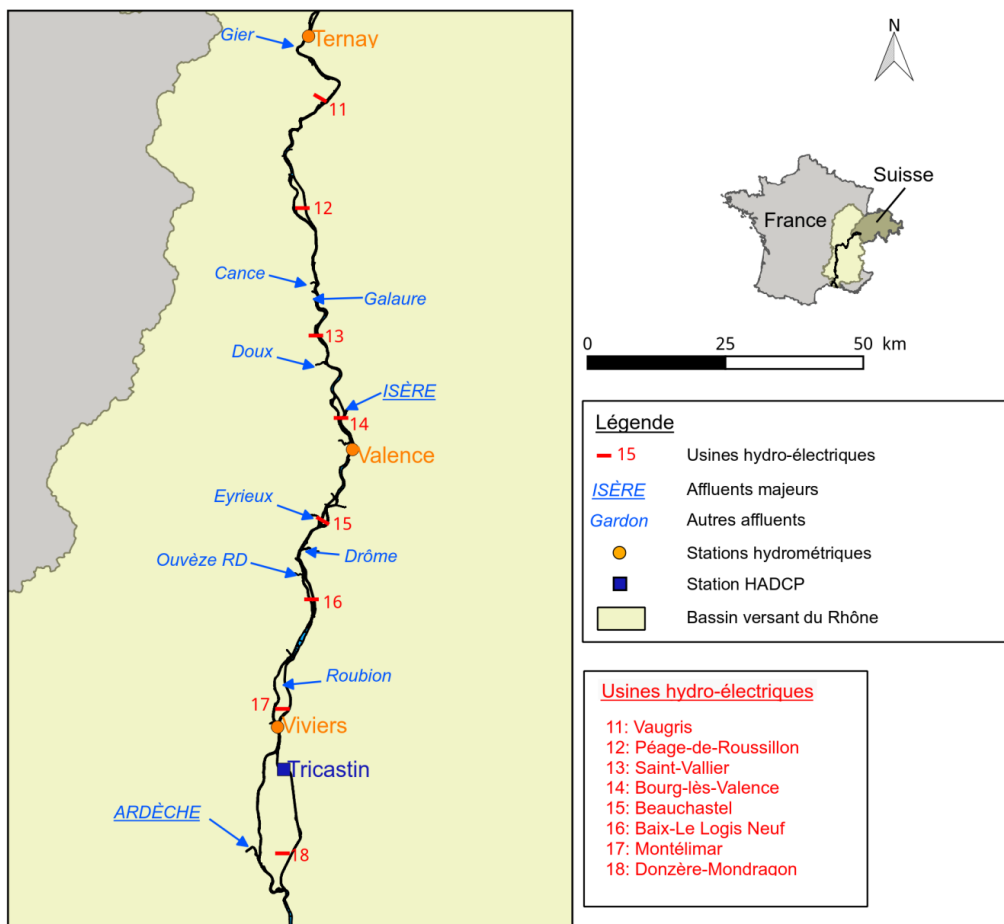 Gier
Ternay
11
12
Cance
Galaure
13
Doux
ISÈRE
14
Valence
Eyrieux
15
Drôme
Ouvèze RD
16
Roubion
17
Viviers
Tricastin
ARDÈCHE
18
N
Suisse
France
0 25 50 km
Légende
15 Usines hydro-électriques
ISÈRE Affluents majeurs
Gardon Autres affluents
Stations hydrométriques
Station HADCP
Bassin versant du Rhône
Usines hydro-électriques
11: Vaugris
12: Péage-de-Roussillon
13: Saint-Vallier
14: Bourg-lès-Valence
15: Beauchastel
16: Baix-Le Logis Neuf
17: Montélimar
18: Donzère-Mondragon